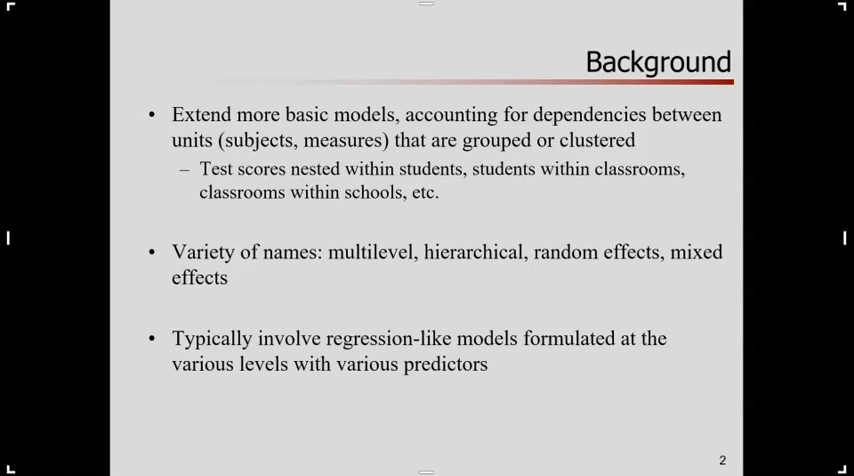 Background
• Extend more basic models, accounting for dependencies between
units (subjects, measures) that are grouped or clustered
– Test scores nested within students, students within classrooms,
classrooms within schools, etc.
• Variety of names: multilevel, hierarchical, random effects, mixed
effects
• Typically involve regression-like models formulated at the
various levels with various predictors
2